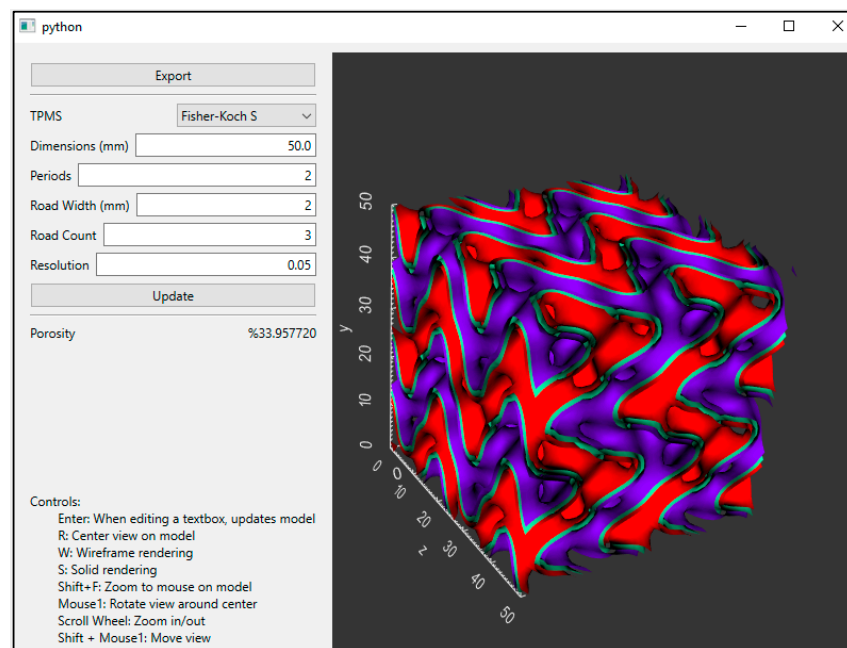 python
Export
TPMS Fisher-Koch S
Dimensions (mm) 50.0
Periods 2
Road Width (mm) 2
Road Count 3
Resolution 0.05
Update
Porosity %33.957720
Controls:
Enter: When editing a textbox, updates model
R: Center view on model
W: Wireframe rendering
S: Solid rendering
Shift+F: Zoom to mouse on model
Mouse1: Rotate view around center
Scroll Wheel: Zoom in/out
Shift + Mouse1: Move view
50
40
30
y
20
10
0
0 0
10
20
z 30
40
50